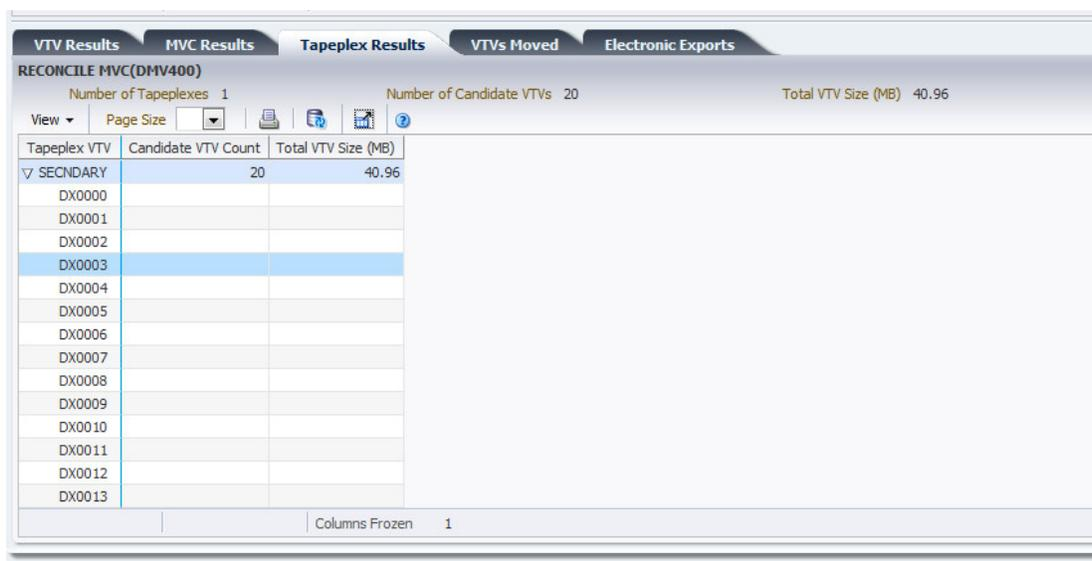 VTV Results MVC Results Tapeplex Results VTVs Moved Electronic Exports
RECONCILE MVC(DMV400)
Number of Tapeplexes 1 Number of Candidate VTVs 20 Total VTV Size (MB) 40.96
View Page Size
Tapeplex VTV Candidate VTV Count Total VTV Size (MB)
SECNDARY 20 40.96
DX0000
DX0001
DX0002
DX0003
DX0004
DX0005
DX0006
DX0007
DX0008
DX0009
DX0010
DX0011
DX0012
DX0013
Columns Frozen 1